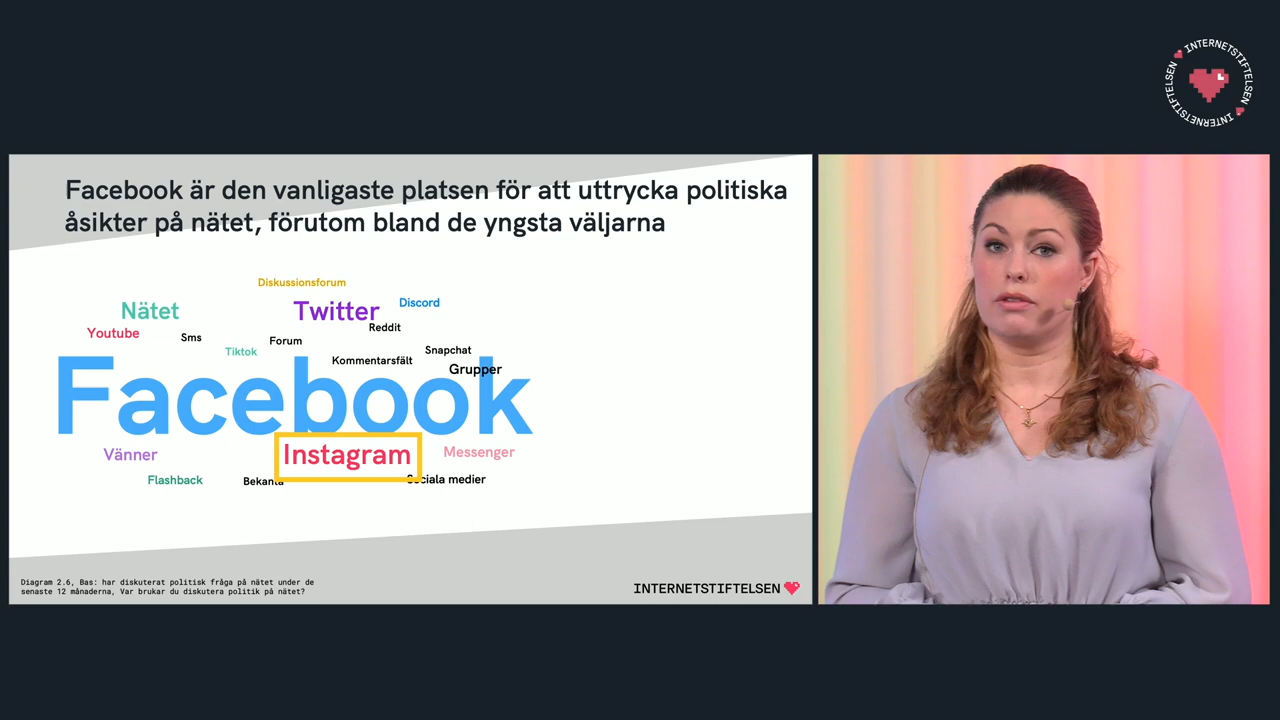 INTERNETSTIFTELSEN
INTERNETSTIFTELSEN
Facebook är den vanligaste platsen för att uttrycka politiska
åsikter på nätet, förutom bland de yngsta väljarna
Diskussionsforum
Nätet
Twitter
Discord
Youtube
Sms
Reddit
Forum
Tiktok
Snapchat
Kommentarsfält
Grupper
Facebook
Vänner
Instagram
Messenger
Flashback
Bekanta
Sociala medier
Diagram 2.6, Bas: har diskuterat politisk fråga på nätet under de
senaste 12 månaderna, Var brukar du diskutera politik på nätet?
INTERNETSTIFTELSEN